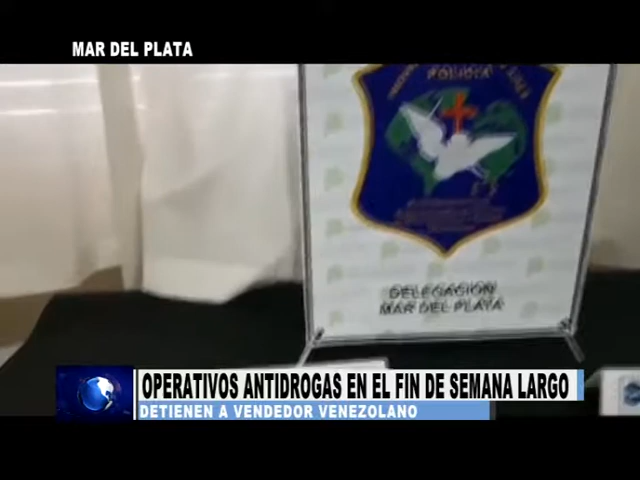 MAR DEL PLATA
POLICIA
DELEGACION
MAR DEL PLATA
OPERATIVOS ANTIDROGAS EN EL FIN DE SEMANA LARGO
DETIENEN A VENDEDOR VENEZOLANO